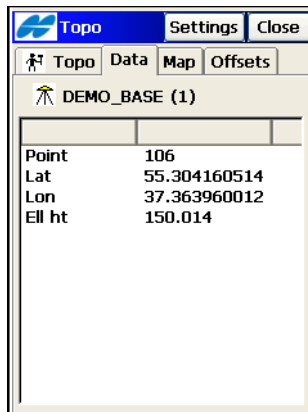 Topo Settings Close
Topo Data Map Offsets
DEMO_BASE (1)
Point 106
Lat 55.304160514
Lon 37.363960012
Ell ht 150.014